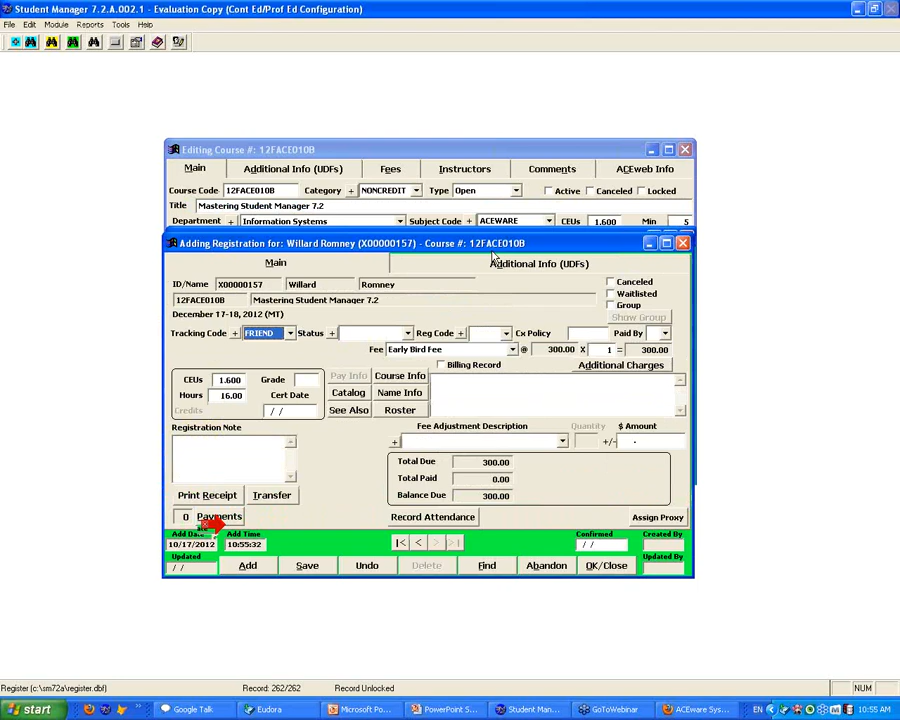 Student Manager 7.2.A.002.1 - Evaluation Copy (Cont Ed/Prof Ed Configuration)
File Edit Module Reports Tools Help
Editing Course #: 12FACE010B
Main Additional Info (UDFs) Fees Instructors Comments ACEweb Info
Course Code 12FACE010B Category + NONCREDIT Type Open Active Canceled Locked
Title Mastering Student Manager 7.2
Department + Information Systems Subject Code + ACEWARE CEUs 1.600 Min 5
Adding Registration for: Willard Romney (X00000157) - Course #: 12FACE010B
Main Additional Info (UDFs)
ID/Name X00000157 Willard Romney Canceled
12FACE010B Mastering Student Manager 7.2 Waitlisted
Group
December 17-18, 2012 (MT) Show Group
Tracking Code + FRIEND Status + Reg Code + Cx Policy Paid By
Fee Early Bird Fee @ 300.00 X 1 = 300.00
Billing Record Additional Charges
CEUs 1.600 Grade Pay Info Course Info
Hours 16.00 Cert Date Catalog Name Info
Credits / / See Also Roster
Registration Note Fee Adjustment Description Quantity $ Amount
+ +/- -
Total Due 300.00
Total Paid 0.00
Balance Due 300.00
Print Receipt Transfer
0 Payments Record Attendance Assign Proxy
Add Date Add Time Confirmed Created By
10/17/2012 10:55:32 / /
Updated Updated By
/ / Add Save Undo Delete Find Abandon OK/Close
Register (c:\sm72a\register.dbf) Record: 262/262 Record Unlocked NUM
start Google Talk Eudora Microsoft Po... PowerPoint S... Student Man... GoToWebinar ACEware Sys... EN 10:55 AM